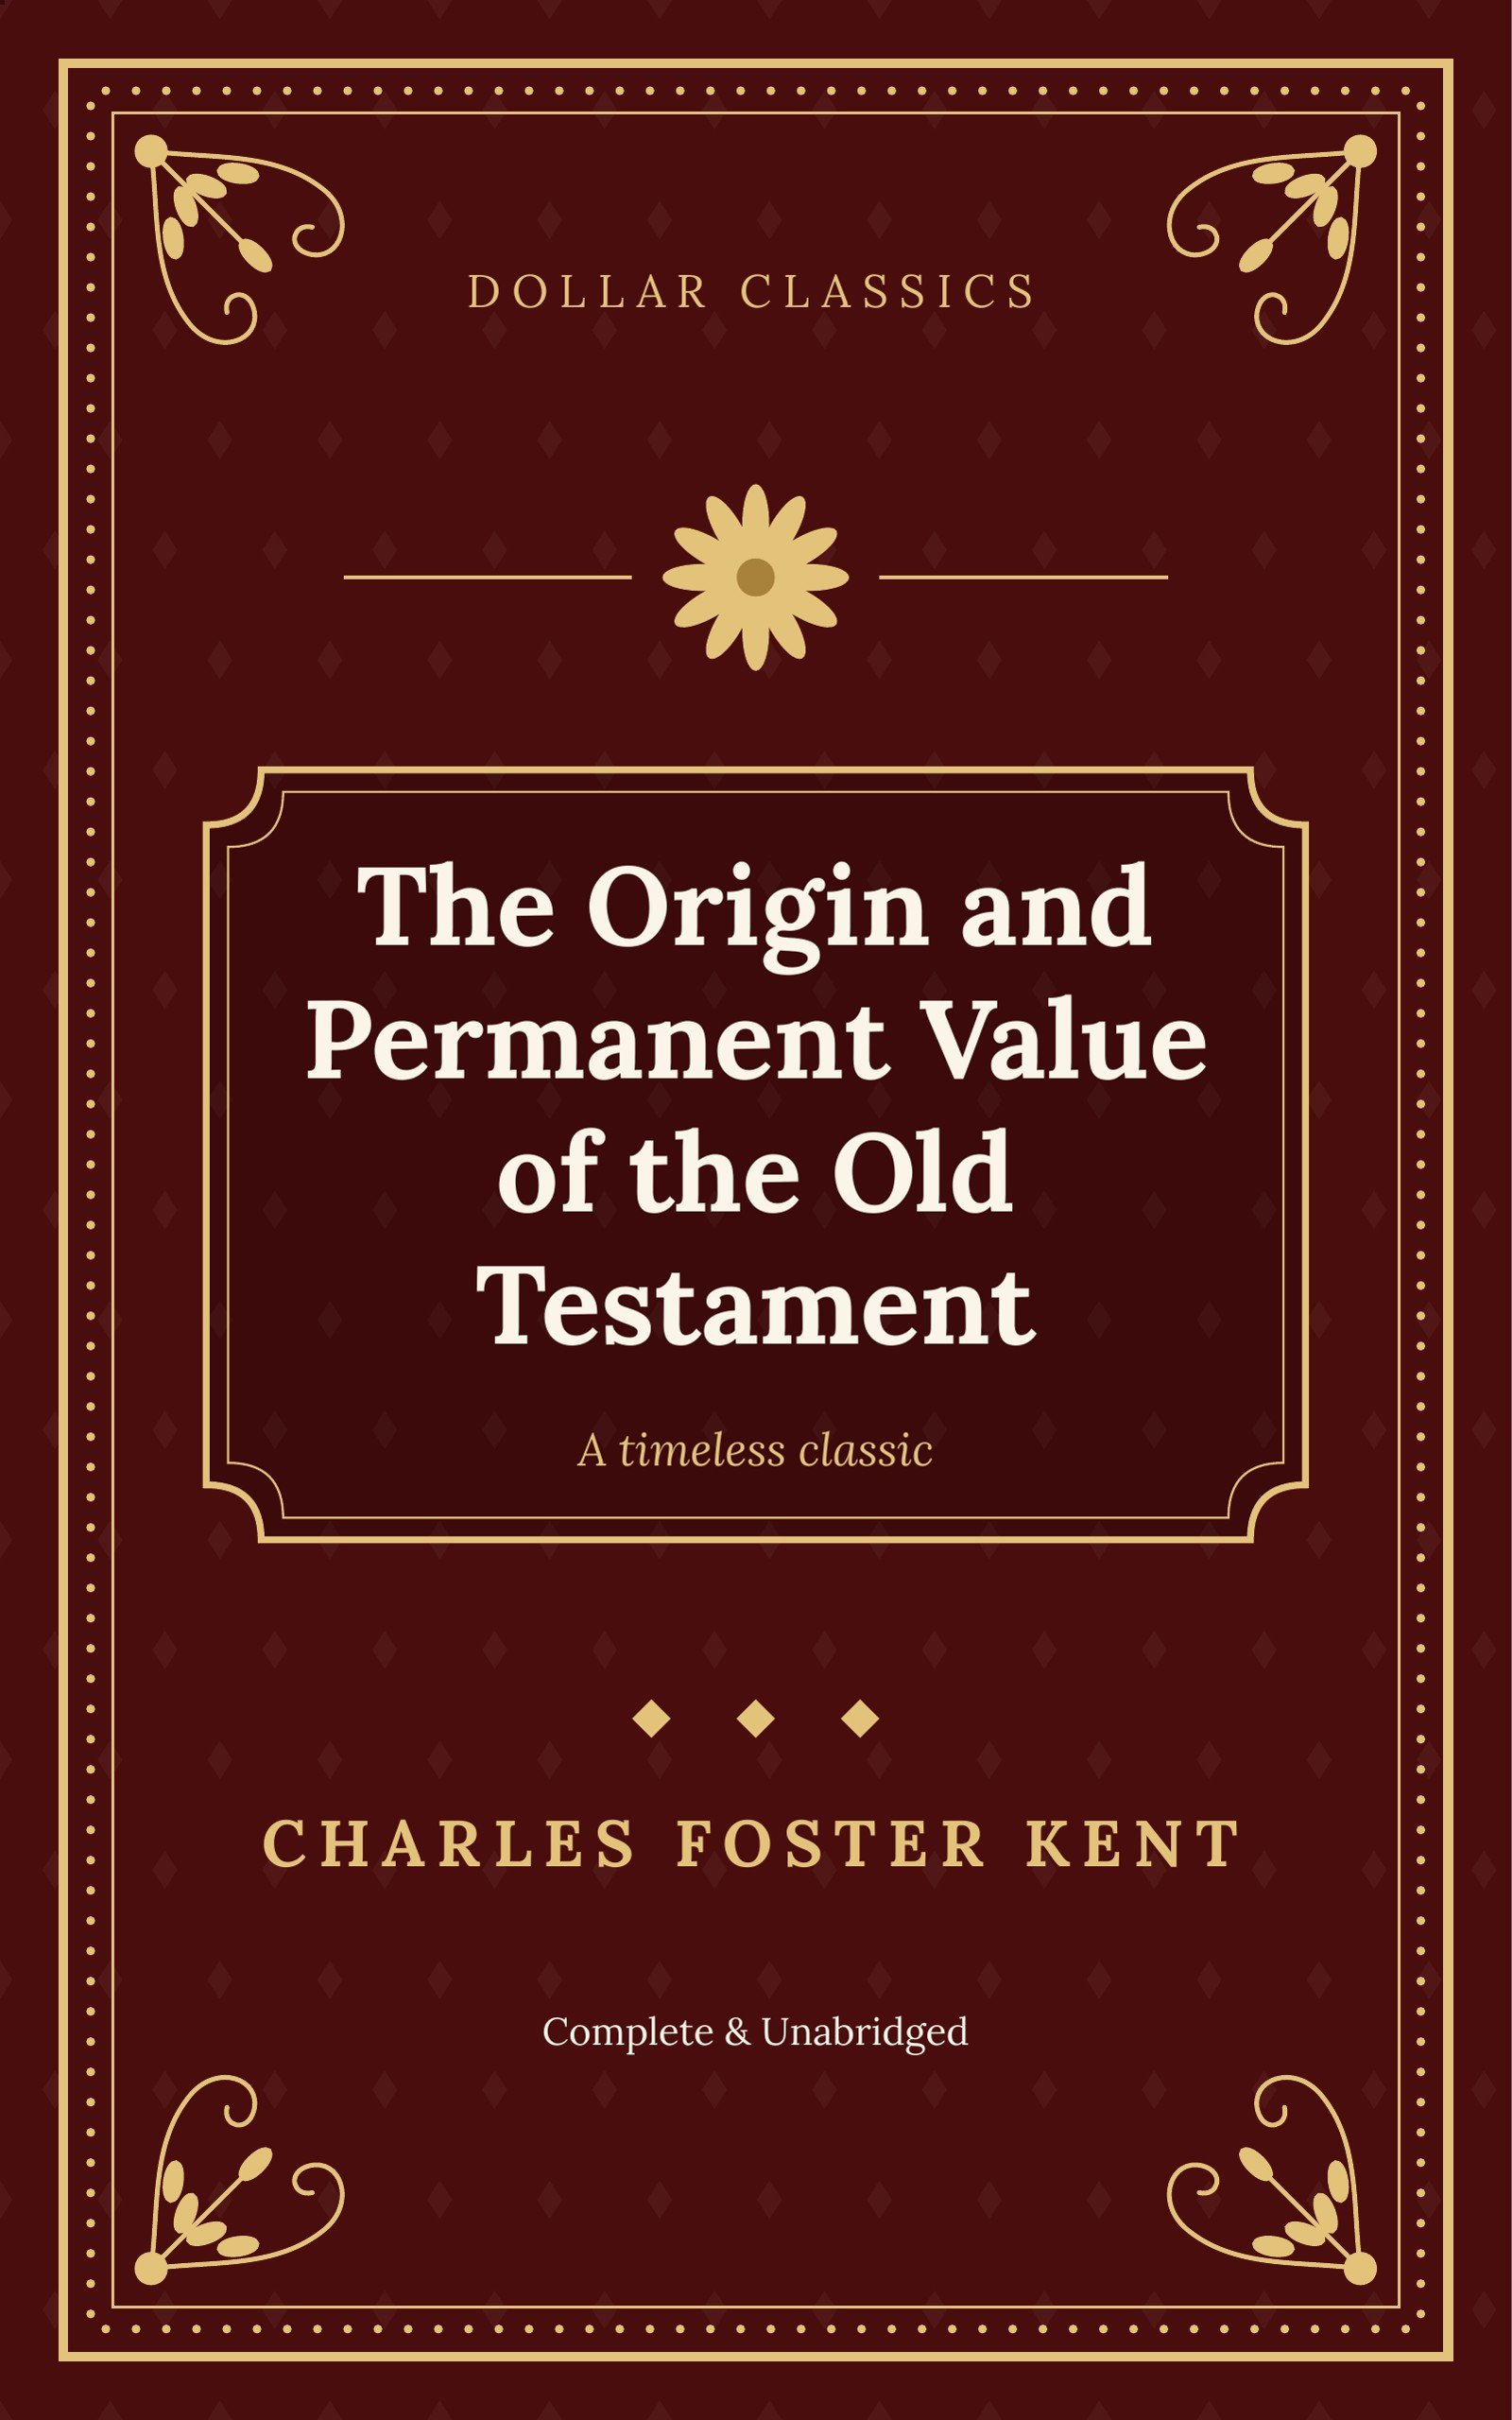 DOLLAR CLASSICS
The Origin and
Permanent Value
of the Old
Testament
A timeless classic
CHARLES FOSTER KENT
Complete & Unabridged